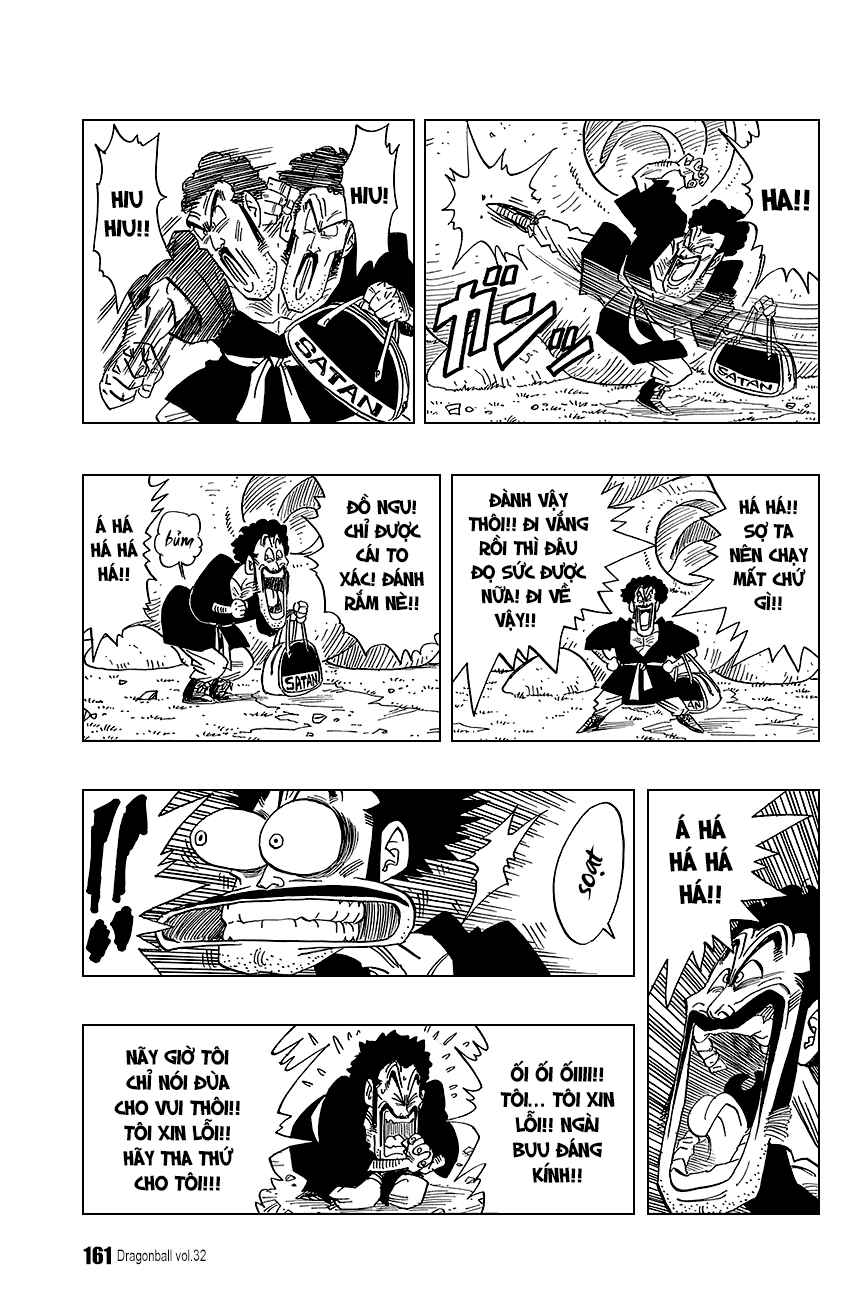 HA!!
ガンッ
SATAN
HIU!
HIU
HIU!!
SATAN
HÁ HÁ!!
SỢ TA
NÊN CHẠY
MẤT CHỨ
GÌ!!
ĐÀNH VẬY
THÔI!! ĐI VẮNG
RỒI THÌ ĐÂU
ĐỌ SỨC ĐƯỢC
NỮA! ĐI VỀ
VẬY!!
AN
ĐỒ NGU!
CHỈ ĐƯỢC
CÁI TO
XÁC! ĐÁNH
RẮM NÈ!!
bủm
Á HÁ
HÁ HÁ
HÁ!!
SATAN
Á HÁ
HÁ HÁ
HÁ!!
SOẠT
!!
ỐI ỐI ỐIIII!!
TÔI... TÔI XIN
LỖI!! NGÀI
BUU ĐÁNG
KÍNH!!
NÃY GIỜ TÔI
CHỈ NÓI ĐÙA
CHO VUI THÔI!!
TÔI XIN LỖI!!
HÃY THA THỨ
CHO TÔI!!!
161 Dragonball vol.32